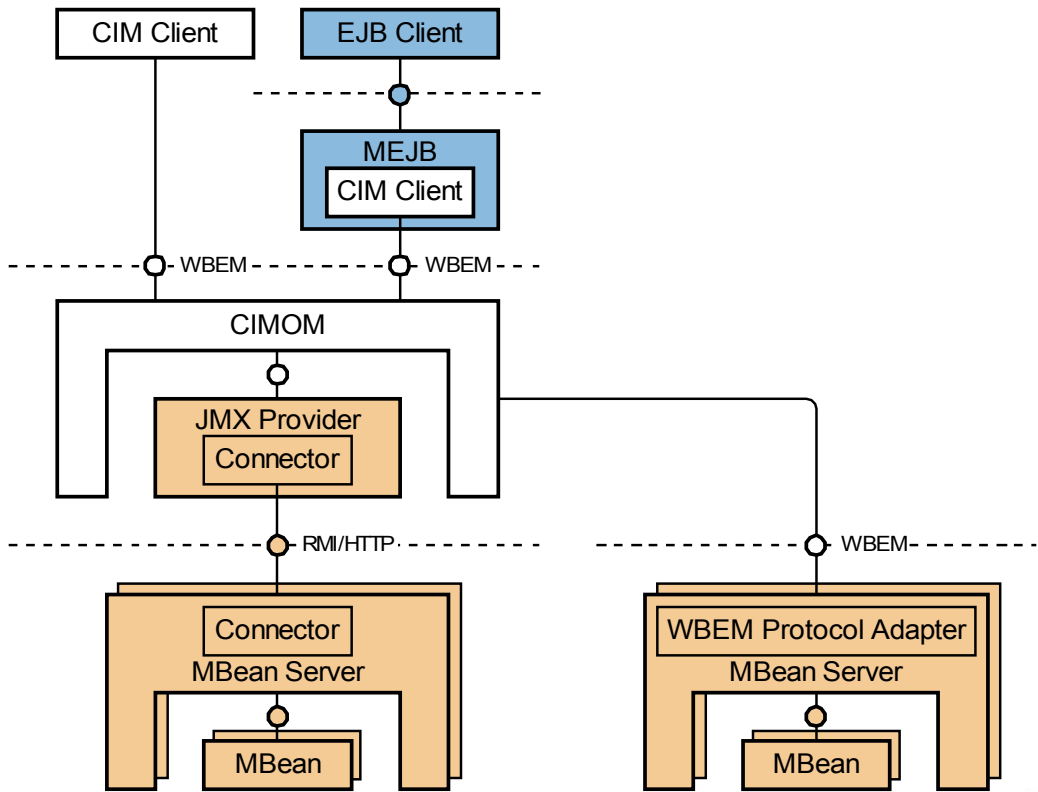 CIM Client
EJB Client
MEJB
CIM Client
WBEM
WBEM
CIMOM
JMX Provider
Connector
RMI/HTTP
WBEM
Connector
MBean Server
MBean
WBEM Protocol Adapter
MBean Server
MBean